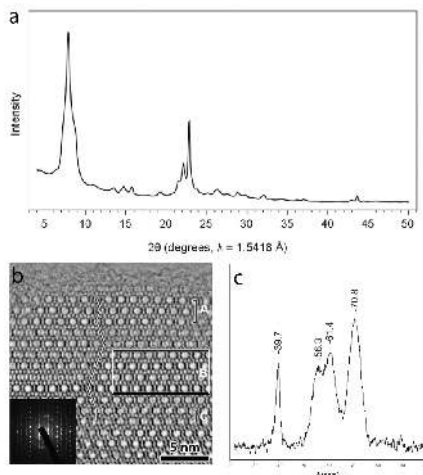 a
Intensity
5 10 15 20 25 30 35 40 45 50
2θ (degrees, λ = 1.5418 Å)
b
A
B
C
5 nm
c
-39.7
-56.3
-61.4
-70.8